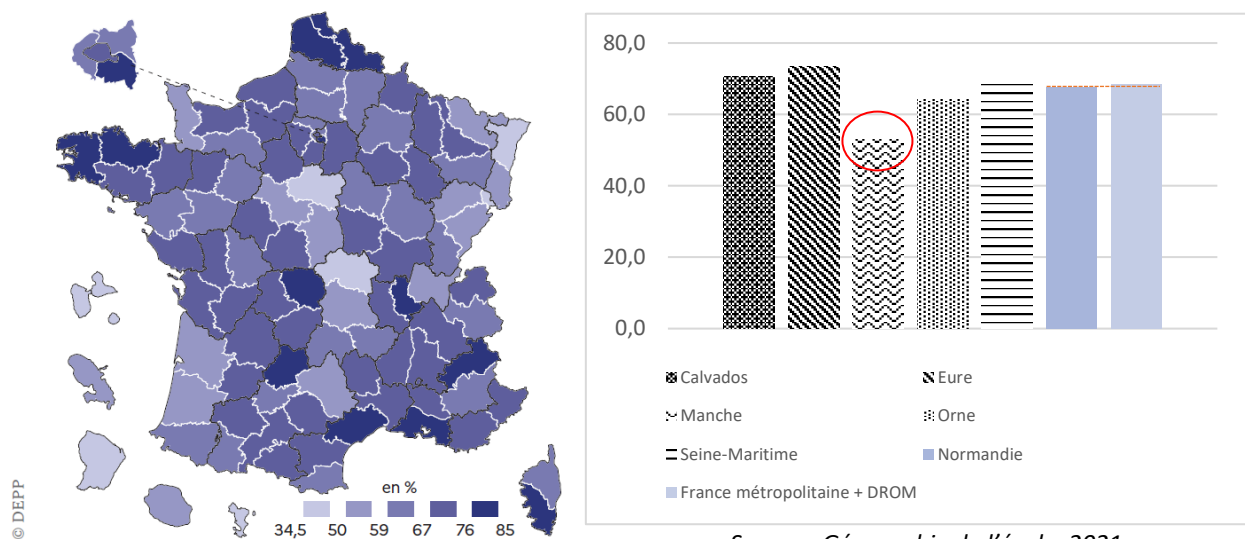 © DEPP
en %
34,5 50 59 67 76 85
80,0
60,0
40,0
20,0
0,0
Calvados Eure
Manche Orne
Seine-Maritime Normandie
France métropolitaine + DROM